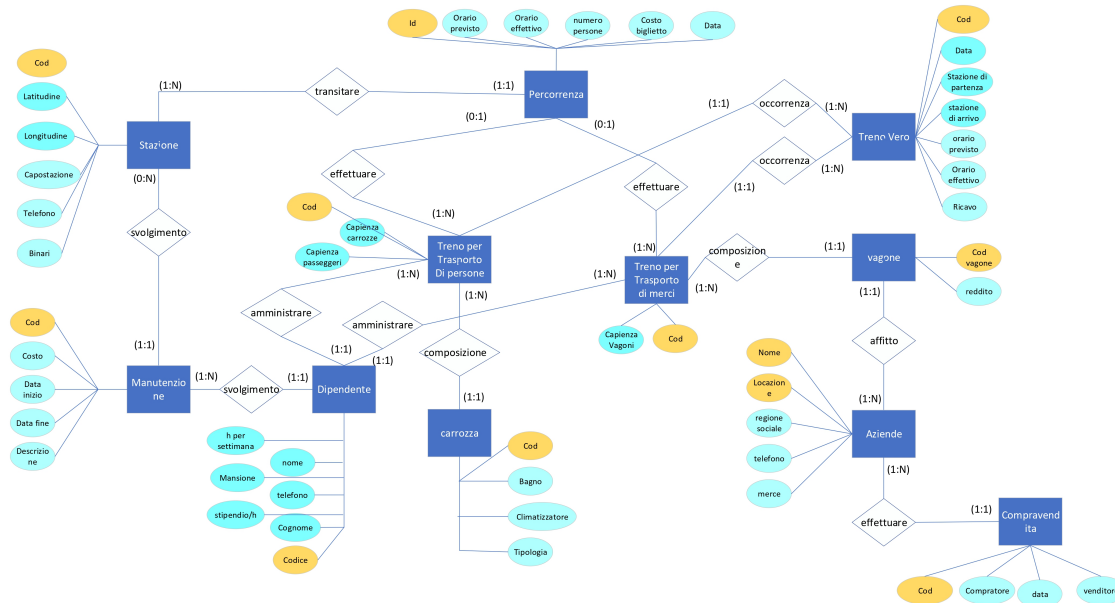 Id
Orario
previsto
Orario
effettivo
numero
persone
Costo
biglietto
Data
Cod
Data
Stazione di
partenza
stazione
di arrivo
orario
previsto
Orario
effettivo
Ricavo
Cod
Latitudine
Longitudine
Capostazione
Telefono
Binari
(1:N)
transitare
(1:1)
Percorrenza
(1:1)
occorrenza
(1:N)
Treno Vero
occorrenza
(1:N)
(1:1)
(0:1)
(0:1)
Stazione
(0:N)
effettuare
effettuare
svolgimento
Cod
Capienza
carrozze
Capienza
passeggeri
(1:N)
(1:N)
Treno per
Trasporto
Di persone
(1:N)
(1:N)
(1:N)
Treno per
Trasporto
di merci
(1:N)
composizion
e
(1:1)
vagone
Cod
vagone
reddito
(1:1)
Capienza
Vagoni
Cod
amministrare
amministrare
(1:1)
(1:1)
composizione
(1:1)
affitto
(1:N)
Cod
Costo
Data
inizio
Data fine
Descrizio
ne
(1:1)
Manutenzio
ne
(1:N)
svolgimento
(1:1)
Dipendente
carrozza
Nome
Locazion
e
regione
sociale
telefono
merce
Aziende
(1:N)
h per
settimana
nome
Mansione
telefono
stipendio/h
Cognome
Codice
Cod
Bagno
Climatizzatore
Tipologia
effettuare
(1:1)
Compravend
ita
Cod
Compratore
data
venditor